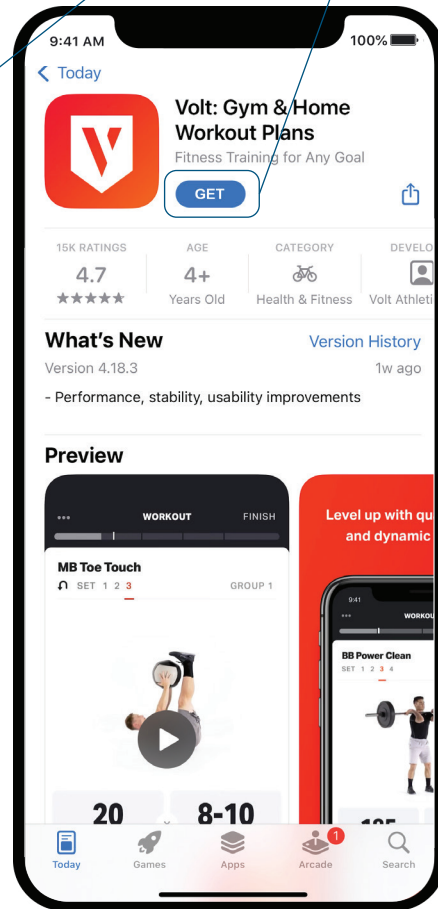 9:41 AM
100%
Today
Volt: Gym & Home
Workout Plans
Fitness Training for Any Goal
GET
15K RATINGS
AGE
CATEGORY
DEVELO
4.7
4+
Years Old
Health & Fitness
Volt Athleti
What's New
Version History
Version 4.18.3
1w ago
- Performance, stability, usability improvements
Preview
WORKOUT
FINISH
MB Toe Touch
SET 1 2 3
GROUP 1
20
8-10
Level up with qu
and dynamic
9:41
WORKOU
BB Power Clean
SET 1 2 3 4
Today
Games
Apps
Arcade
1
Search